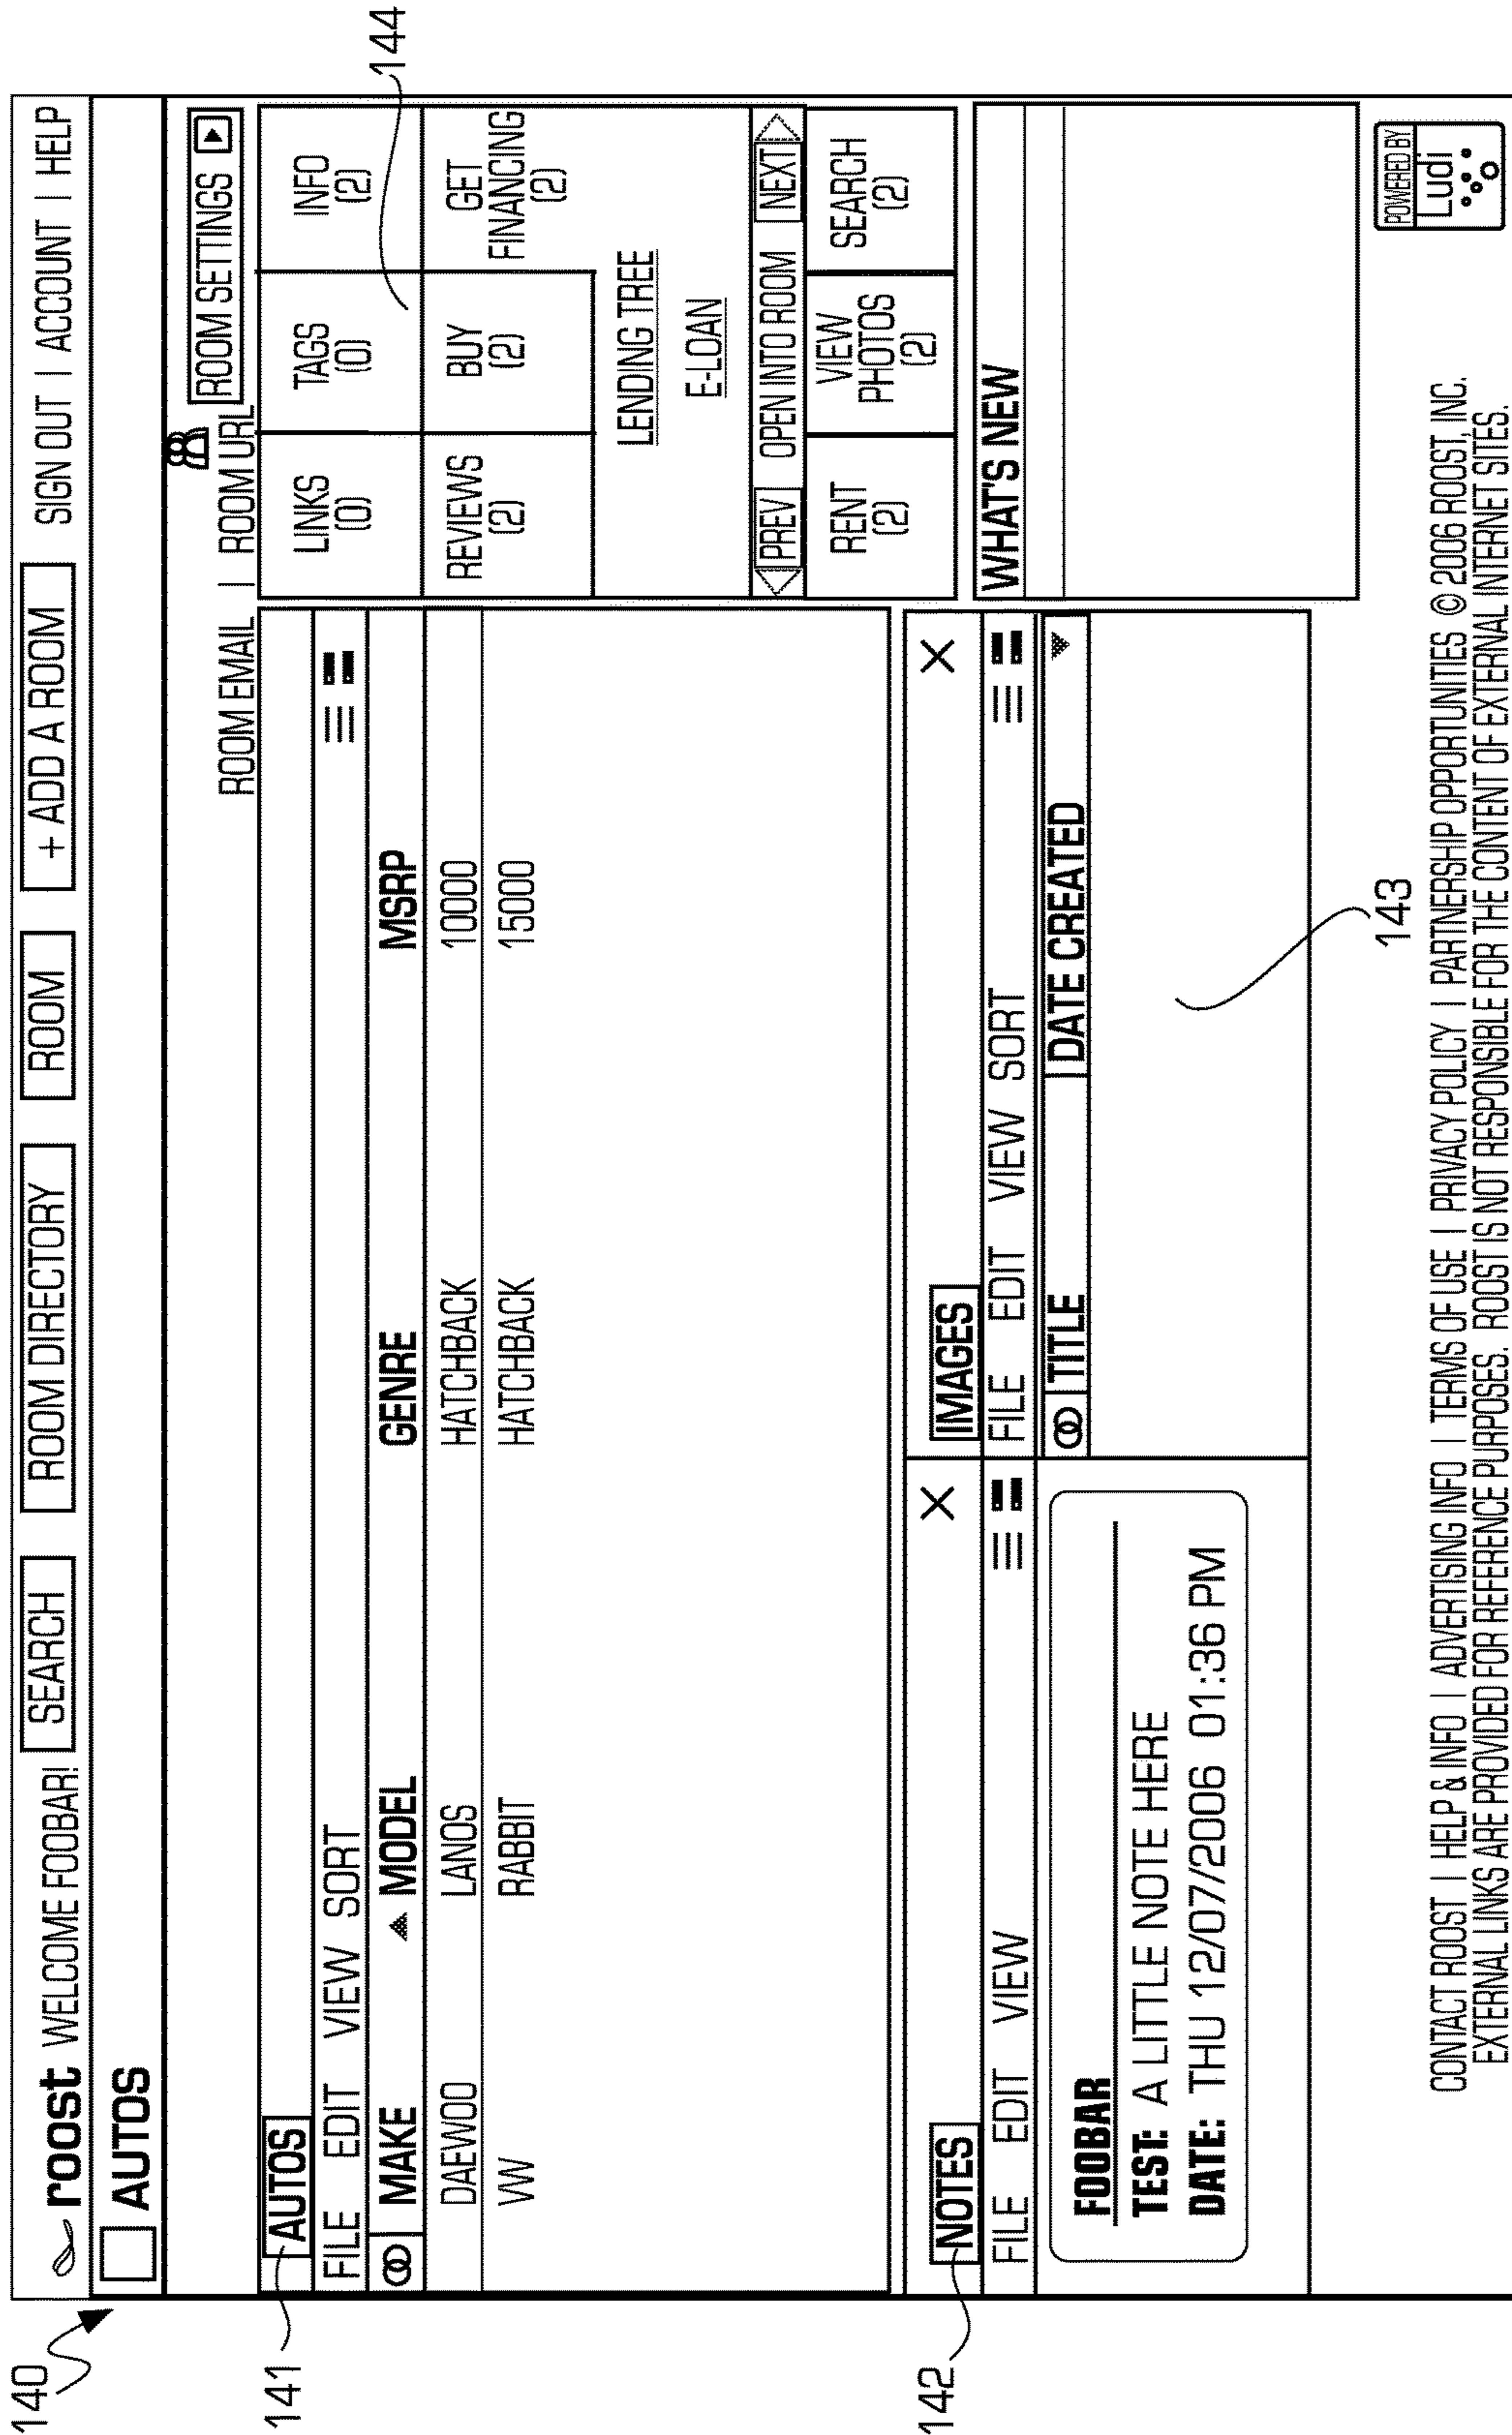 140
roost WELCOME FOOBAR! SEARCH ROOM DIRECTORY ROOM + ADD A ROOM SIGN OUT | ACCOUNT | HELP
AUTOS
ROOM SETTINGS
ROOM EMAIL | ROOM URL
141
AUTOS
FILE EDIT VIEW SORT
MAKE MODEL GENRE MSRP
DAEWOO LANOS HATCHBACK 10000
VW RABBIT HATCHBACK 15000
LINKS (0) TAGS (0) INFO (2)
144
REVIEWS (2) BUY (2) GET FINANCING (2)
LENDING TREE
E-LOAN
PREV OPEN INTO ROOM NEXT
RENT (2) VIEW PHOTOS (2) SEARCH (2)
142
NOTES X
FILE EDIT VIEW
FOOBAR
TEST: A LITTLE NOTE HERE
DATE: THU 12/07/2006 01:36 PM
IMAGES X
FILE EDIT VIEW SORT
TITLE DATE CREATED
143
WHAT'S NEW
POWERED BY
Ludi
CONTACT ROOST | HELP & INFO | ADVERTISING INFO | TERMS OF USE | PRIVACY POLICY | PARTNERSHIP OPPORTUNITIES © 2006 ROOST, INC.
EXTERNAL LINKS ARE PROVIDED FOR REFERENCE PURPOSES. ROOST IS NOT RESPONSIBLE FOR THE CONTENT OF EXTERNAL INTERNET SITES.